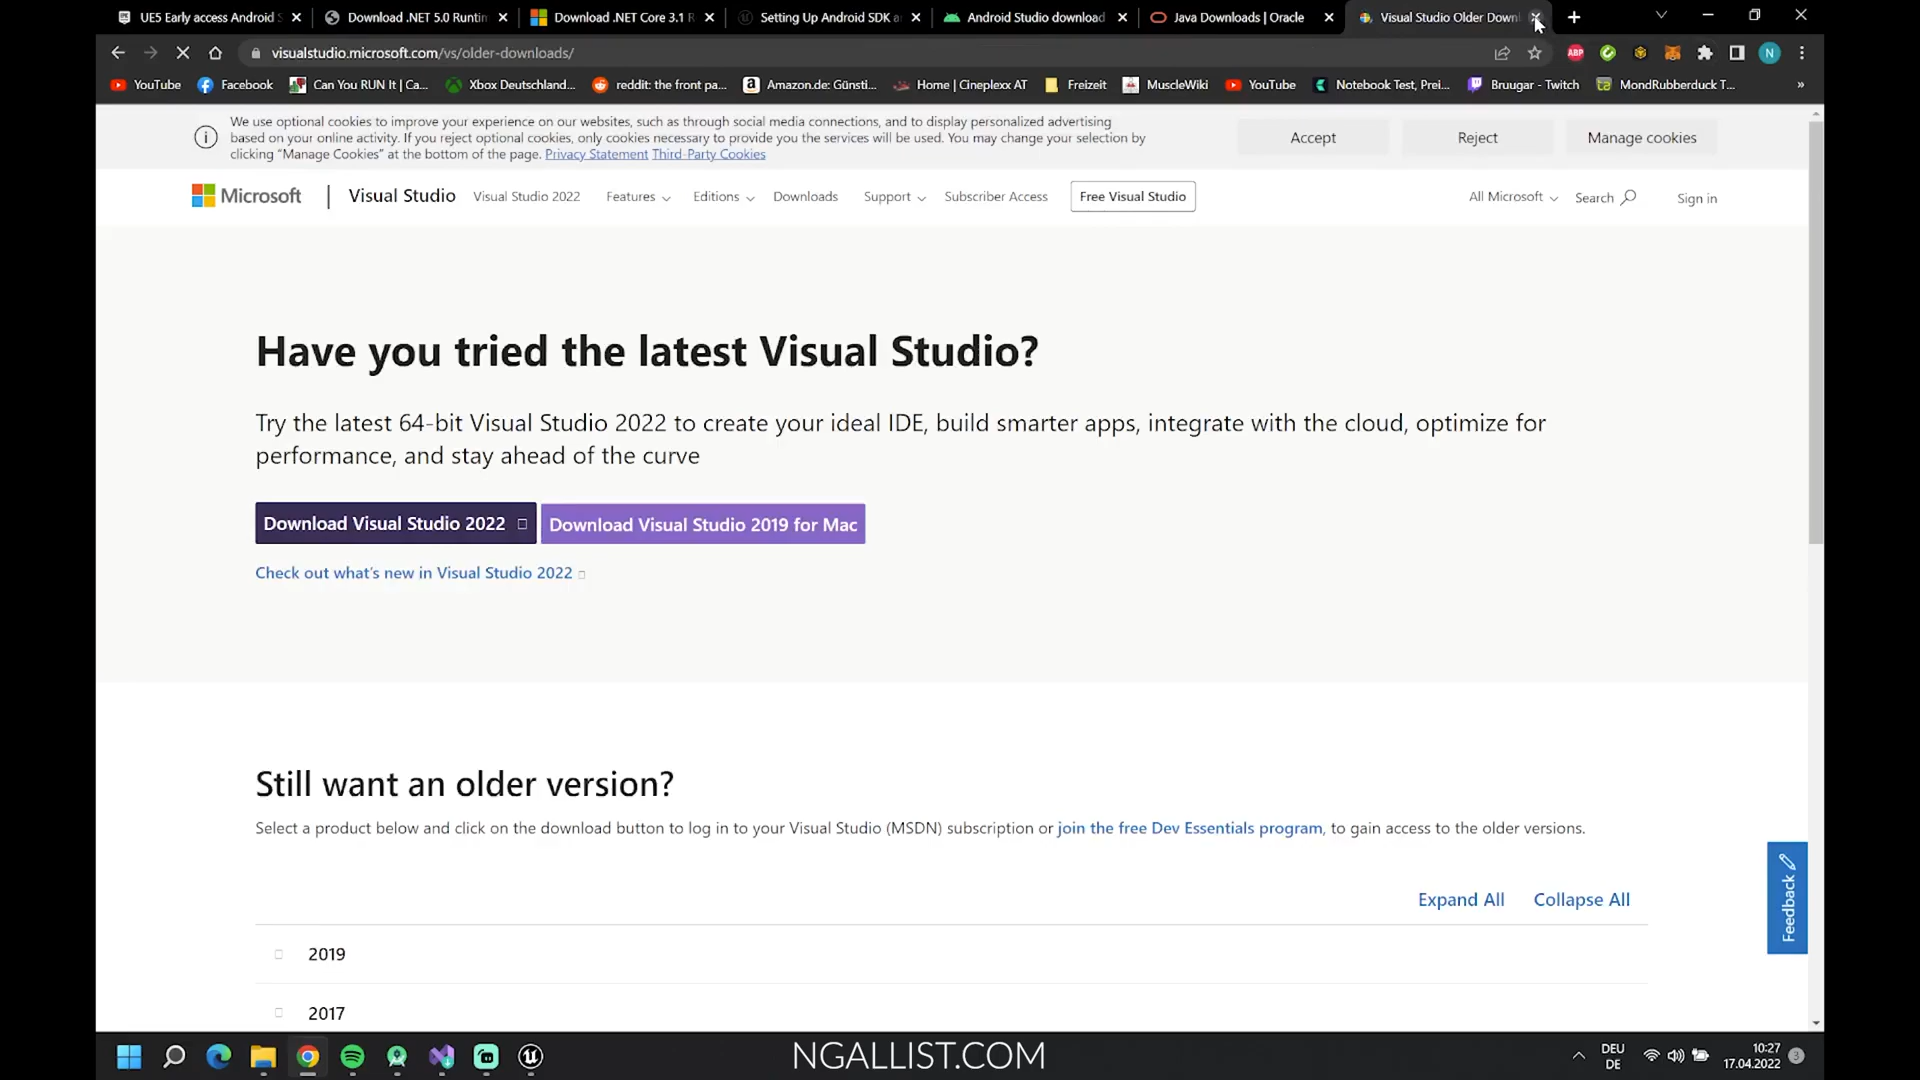 UE5 Early access Android S
Download .NET 5.0 Runtim
Download .NET Core 3.1 R
Setting Up Android SDK a
Android Studio download
Java Downloads | Oracle
Visual Studio Older Downl
visualstudio.microsoft.com/vs/older-downloads/
ABP
N
YouTube
Facebook
Can You RUN It | Ca...
Xbox Deutschland...
reddit: the front pa...
Amazon.de: Günsti...
Home | Cineplexx AT
Freizeit
MuscleWiki
YouTube
Notebook Test, Prei...
Bruugar - Twitch
MondRubberduck T...
»
We use optional cookies to improve your experience on our websites, such as through social media connections, and to display personalized advertising
based on your online activity. If you reject optional cookies, only cookies necessary to provide you the services will be used. You may change your selection by
clicking “Manage Cookies” at the bottom of the page. Privacy Statement Third-Party Cookies
Accept
Reject
Manage cookies
Microsoft
Visual Studio
Visual Studio 2022
Features
Editions
Downloads
Support
Subscriber Access
Free Visual Studio
All Microsoft
Search
Sign in
Have you tried the latest Visual Studio?
Try the latest 64-bit Visual Studio 2022 to create your ideal IDE, build smarter apps, integrate with the cloud, optimize for
performance, and stay ahead of the curve
Download Visual Studio 2022
Download Visual Studio 2019 for Mac
Check out what's new in Visual Studio 2022
Still want an older version?
Select a product below and click on the download button to log in to your Visual Studio (MSDN) subscription or join the free Dev Essentials program, to gain access to the older versions.
Expand All
Collapse All
Feedback
2019
2017
NGALLIST.COM
DEU
DE
10:27
17.04.2022
3